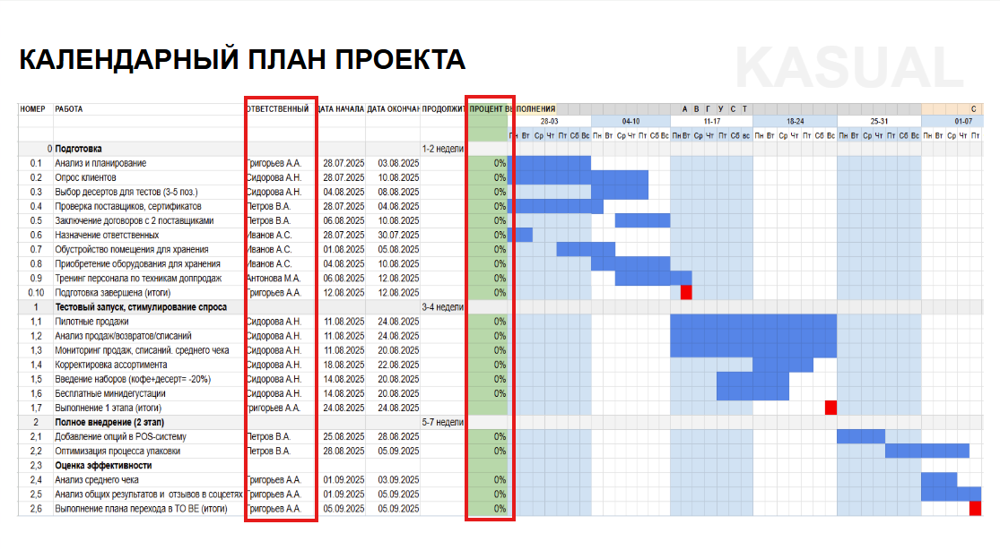 КАЛЕНДАРНЫЙ ПЛАН ПРОЕКТА
KASUAL
НОМЕР РАБОТА ОТВЕТСТВЕННЫЙ ДАТА НАЧАЛА ДАТА ОКОНЧАН ПРОДОЛЖИТ ПРОЦЕНТ ВЫПОЛНЕНИЯ А В Г У С Т С
28-03 04-10 11-17 18-24 25-31 01-07
Пн Вт Ср Чт Пт Сб Вс Пн Вт Ср Чт Пт Сб Вс Пн Вт Ср Чт Пт Сб вс Пн Вт Ср Чт Пт Сб Вс Пн Вт Ср Чт Пт Сб Вс Пн Вт Ср Чт Пт
0 Подготовка 1-2 недели
0.1 Анализ и планирование Григорьев А.А. 28.07.2025 03.08.2025 0%
0.2 Опрос клиентов Сидорова А.Н. 28.07.2025 10.08.2025 0%
0.3 Выбор десертов для тестов (3-5 поз.) Сидорова А.Н. 04.08.2025 08.08.2025 0%
0.4 Проверка поставщиков, сертификатов Петров В.А. 28.07.2025 04.08.2025 0%
0.5 Заключение договоров с 2 поставщиками Петров В.А. 06.08.2025 10.08.2025 0%
0.6 Назначение ответственных Иванов А.С. 28.07.2025 30.07.2025 0%
0.7 Обустройство помещения для хранения Иванов А.С. 01.08.2025 05.08.2025 0%
0.8 Приобретение оборудования для хранения Иванов А.С. 04.08.2025 10.08.2025 0%
0.9 Тренинг персонала по техникам доппродаж Антонова М.А. 06.08.2025 12.08.2025 0%
0.10 Подготовка завершена (итоги) Григорьев А.А. 12.08.2025 12.08.2025 0%
1 Тестовый запуск, стимулирование спроса 3-4 недели
1,1 Пилотные продажи Сидорова А.Н. 11.08.2025 24.08.2025 0%
1,2 Анализ продаж/возвратов/списаний Сидорова А.Н. 11.08.2025 24.08.2025 0%
1,3 Мониторинг продаж, списаний. среднего чека Сидорова А.Н. 11.08.2025 20.08.2025 0%
1,4 Корректировка ассортимента Сидорова А.Н. 18.08.2025 22.08.2025 0%
1,5 Введение наборов (кофе+десерт= -20%) Сидорова А.Н. 14.08.2025 20.08.2025 0%
1,6 Бесплатные минидегустации Сидорова А.Н. 14.08.2025 20.08.2025 0%
1,7 Выполнение 1 этапа (итоги) григорьев А.А. 24.08.2025 24.08.2025
2 Полное внедрение (2 этап) 5-7 недели
2,1 Добавление опций в POS-систему Петров В.А. 25.08.2025 28.08.2025 0%
2,2 Оптимизация процесса упаковки Петров В.А. 28.08.2025 05.09.2025 0%
2,3 Оценка эффективности
2,4 Анализ среднего чека Григорьев А.А. 01.09.2025 03.09.2025 0%
2,5 Анализ общих результатов и отзывов в соцсетях Григорьев А.А. 01.09.2025 05.09.2025 0%
2,6 Выполнение плана перехода в ТО ВЕ (итоги) Григорьев А.А. 05.09.2025 05.09.2025 0%